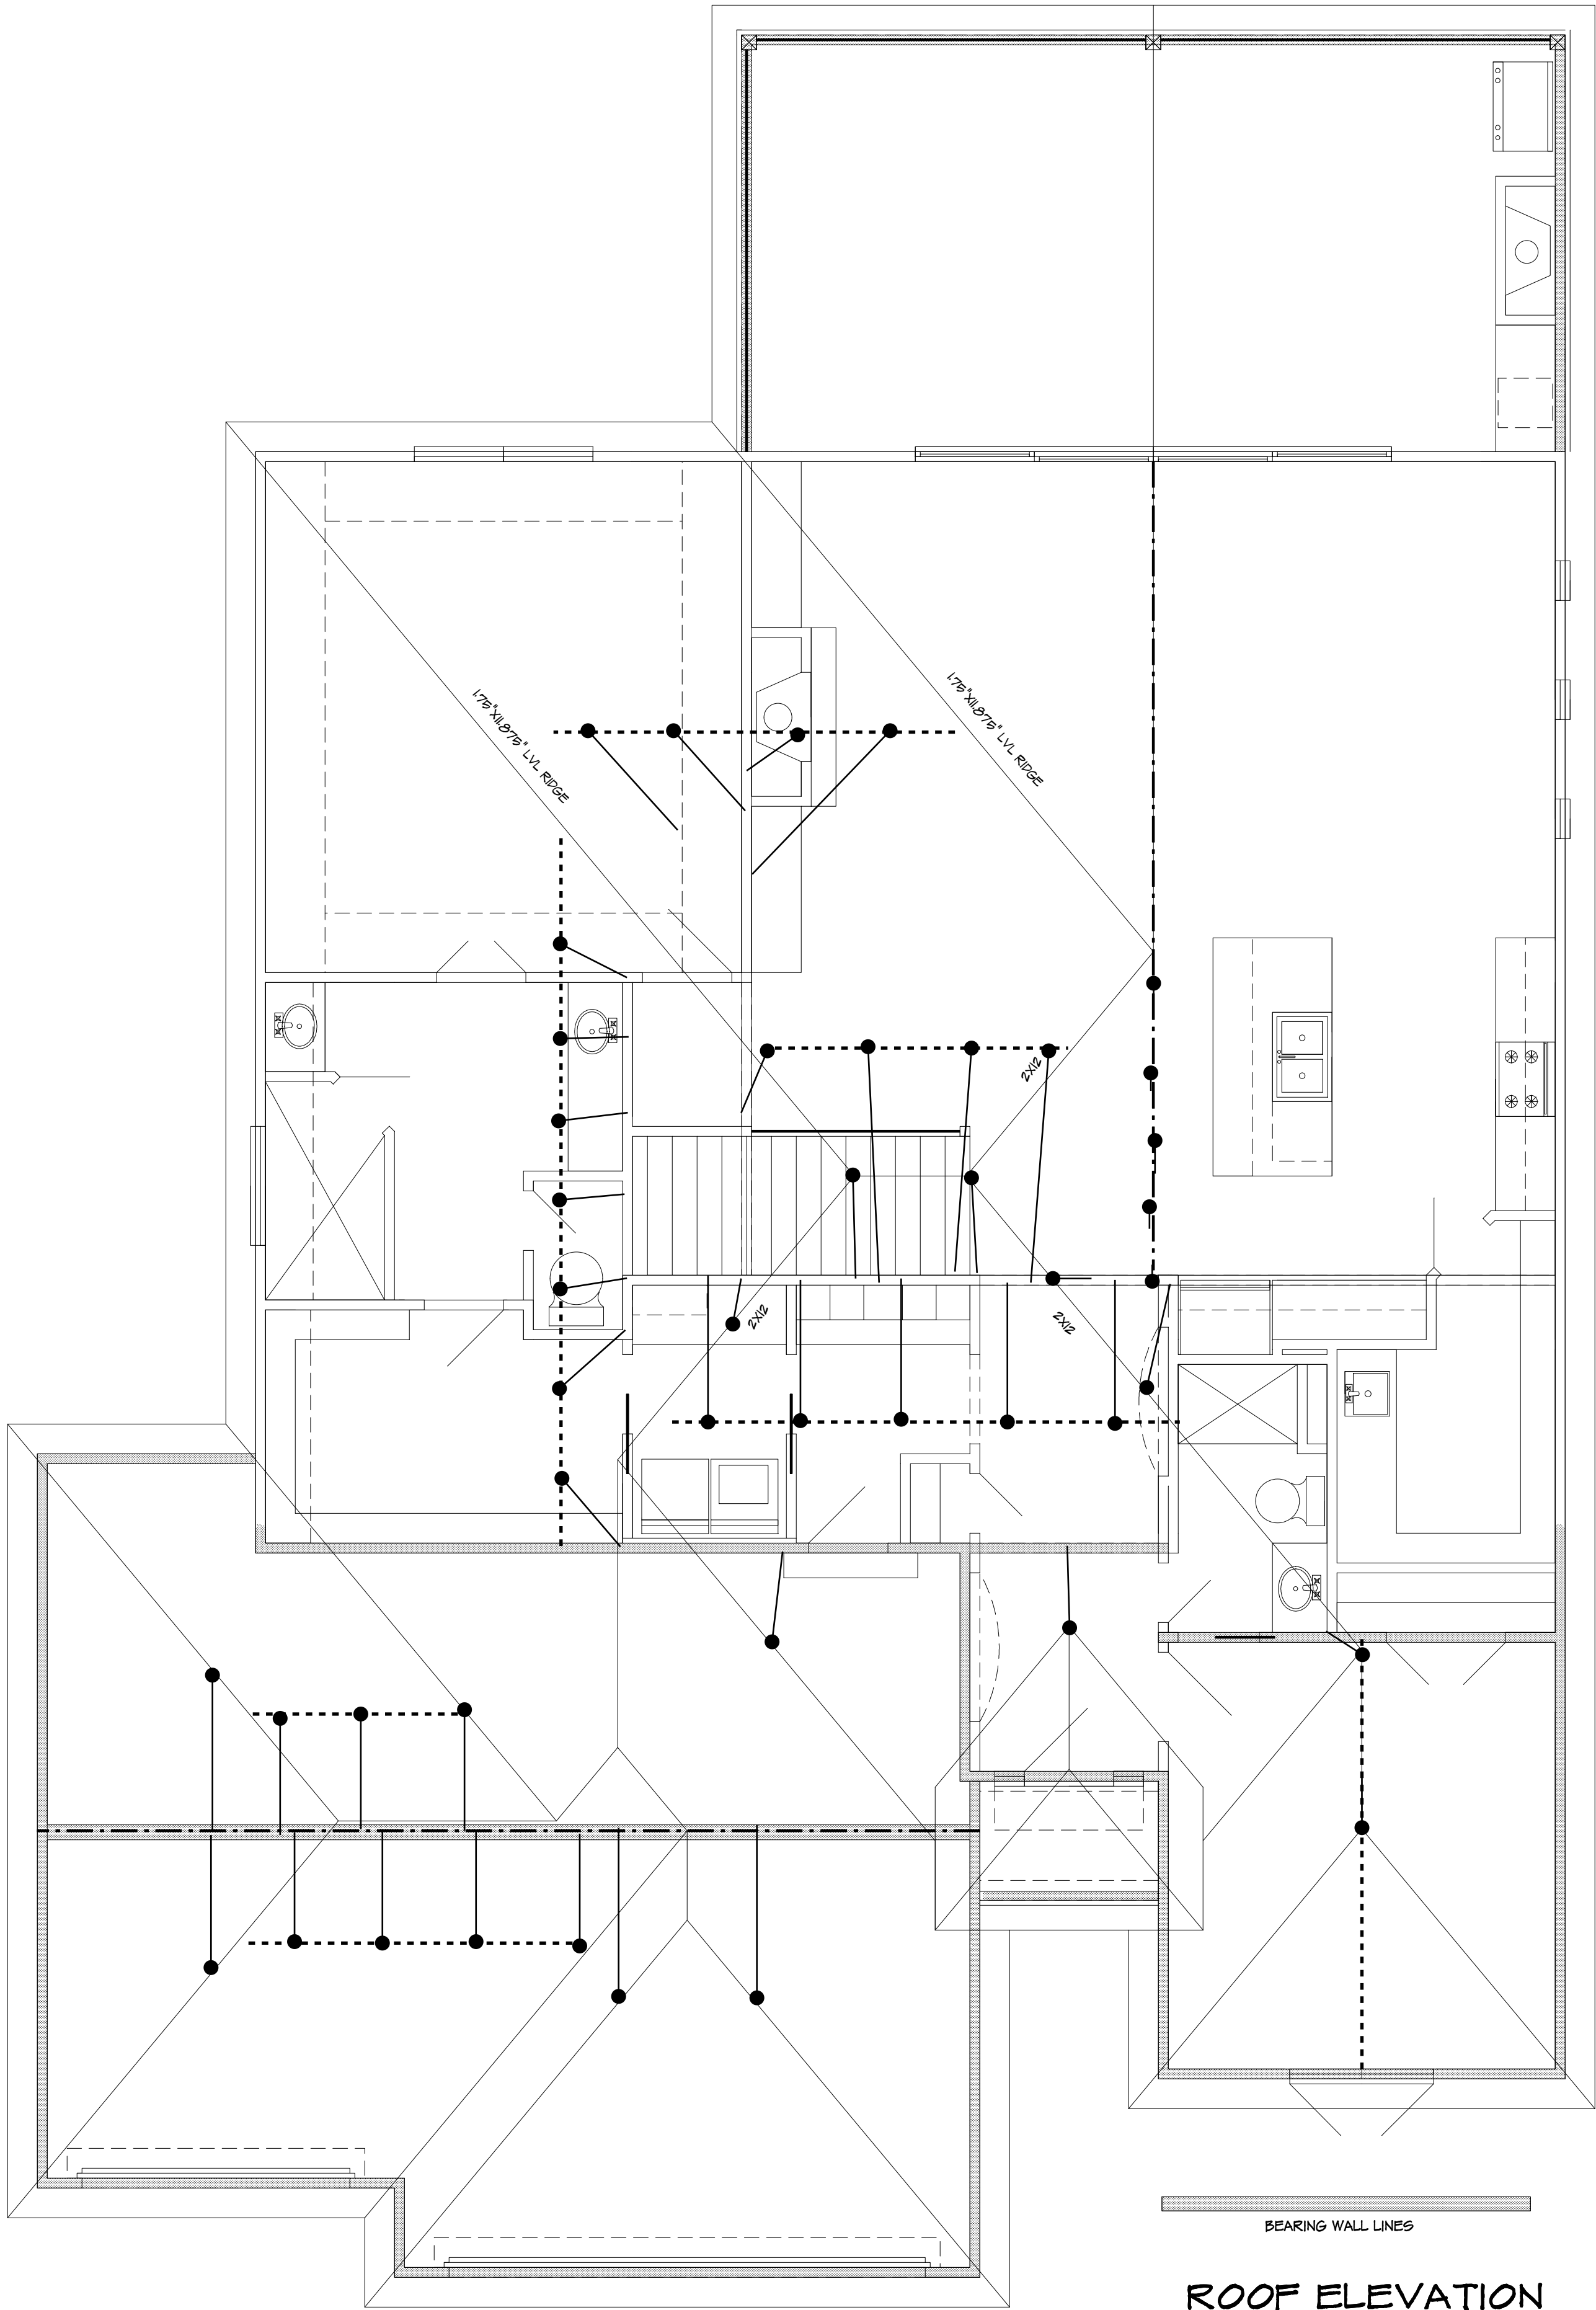 1.75"X11.875" LVL RIDGE
1.75"X11.875" LVL RIDGE
2X12
2X12
2X12
BEARING WALL LINES
ROOF ELEVATION